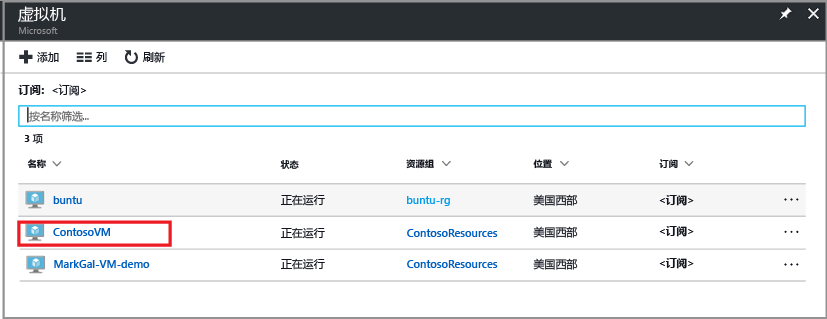 虚拟机
Microsoft
添加 列 刷新
订阅: <订阅>
按名称筛选...
3 项
名称 状态 资源组 位置 订阅
buntu 正在运行 buntu-rg 美国西部 <订阅> ...
ContosoVM 正在运行 ContosoResources 美国西部 <订阅> ...
MarkGal-VM-demo 正在运行 ContosoResources 美国西部 <订阅> ...